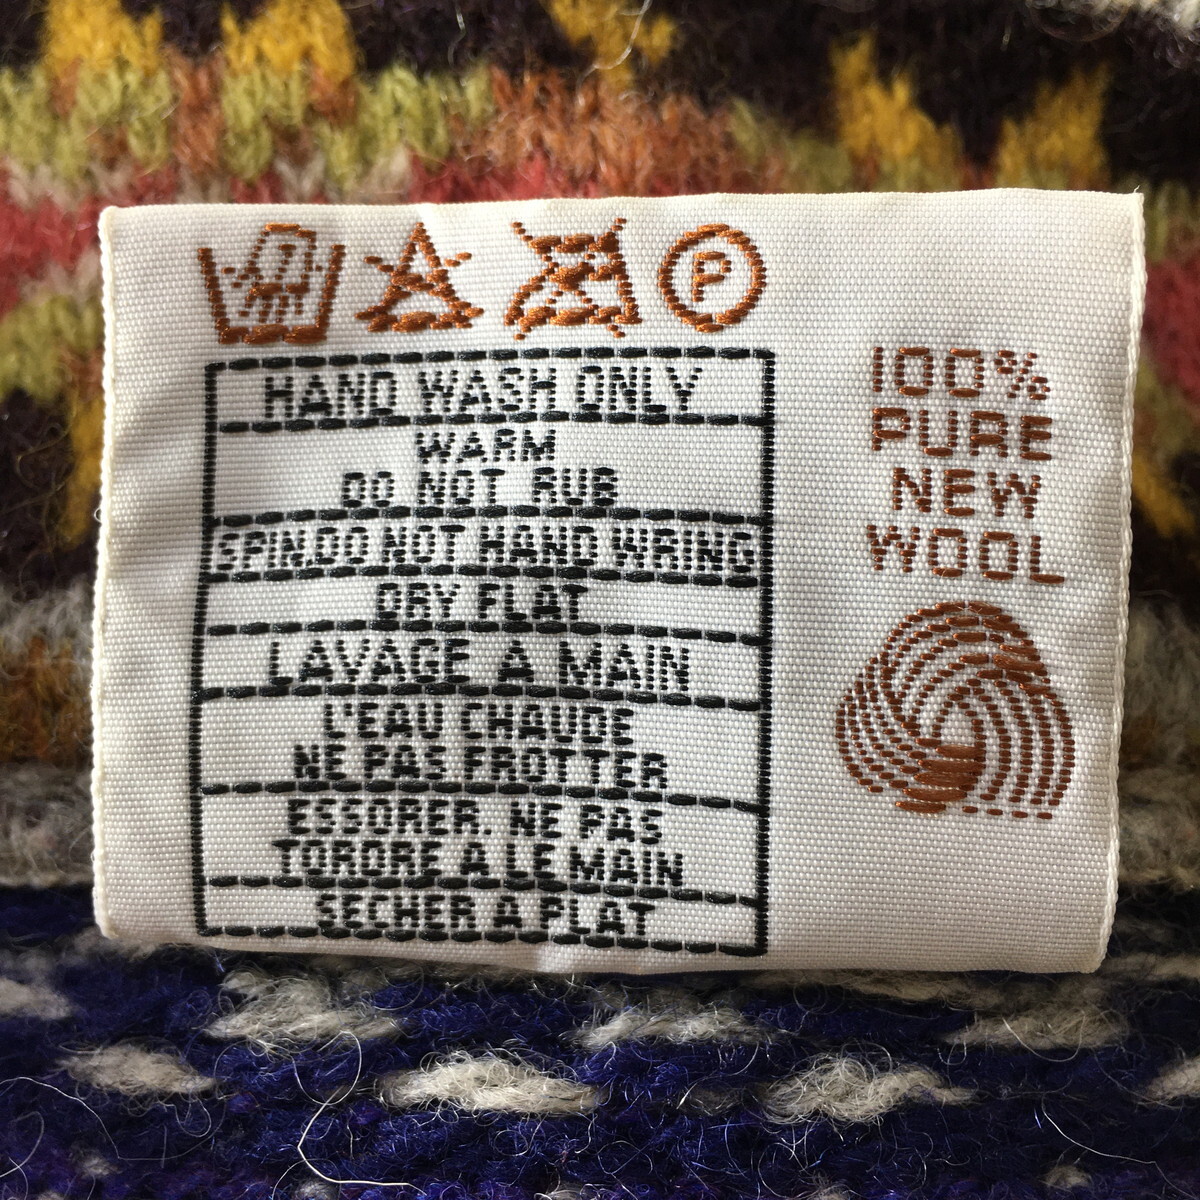 P
HAND WASH ONLY
WARM
DO NOT RUB
SPIN.DO NOT HAND WRING
DRY FLAT
LAVAGE A MAIN
L'EAU CHAUDE
NE PAS FROTTER
ESSORER. NE PAS
TORDRE A LE MAIN
SECHER A PLAT
100%
PURE
NEW
WOOL